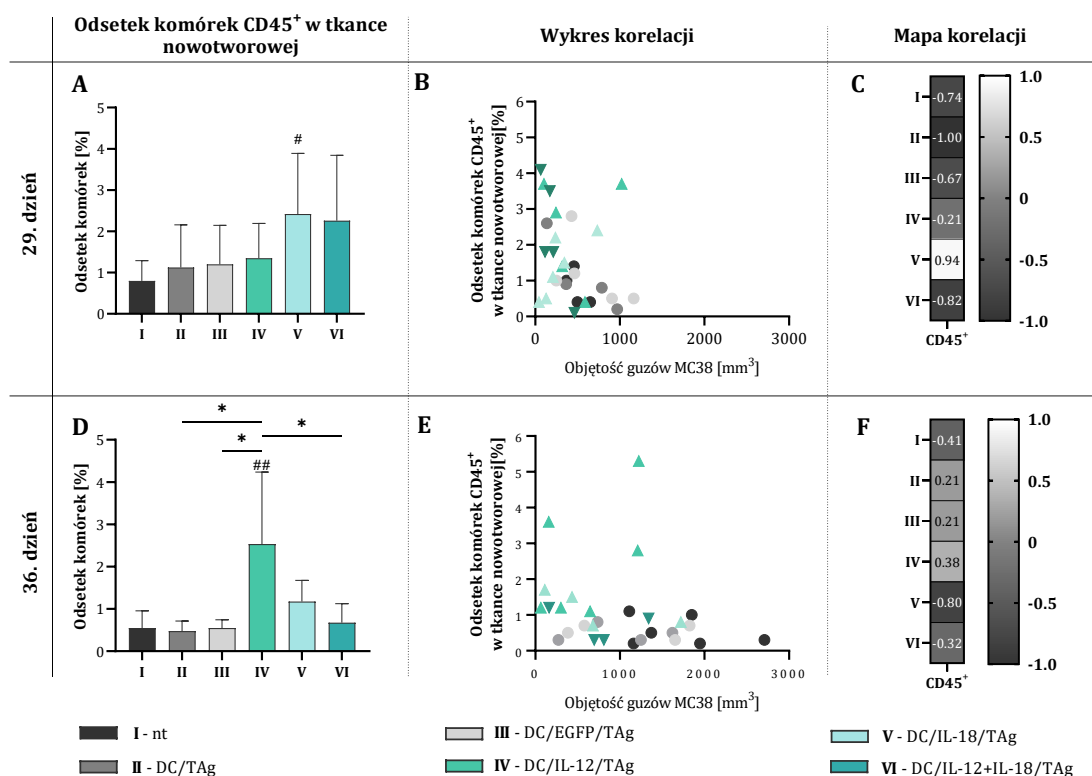 Odsetek komórek CD45⁺ w tkance
nowotworowej
Wykres korelacji
Mapa korelacji
29. dzień
A
Odsetek komórek [%]
5
4
3
2
1
0
#
I
II
III
IV
V
VI
B
Odsetek komórek CD45⁺
w tkance nowotworowej[%]
6
5
4
3
2
1
0
0
1000
2000
3000
Objętość guzów MC38 [mm³]
C
I
II
III
IV
V
VI
-0.74
-1.00
-0.67
-0.21
0.94
-0.82
CD45⁺
1.0
0.5
0
-0.5
-1.0
36. dzień
D
Odsetek komórek [%]
5
4
3
2
1
0
*
*
*
##
I
II
III
IV
V
VI
E
Odsetek komórek CD45⁺
w tkance nowotworowej[%]
6
5
4
3
2
1
0
0
1000
2000
3000
Objętość guzów MC38 [mm³]
F
I
II
III
IV
V
VI
-0.41
0.21
0.21
0.38
-0.80
-0.32
CD45⁺
1.0
0.5
0
-0.5
-1.0
I - nt
II - DC/TAg
III - DC/EGFP/TAg
IV - DC/IL-12/TAg
V - DC/IL-18/TAg
VI - DC/IL-12+IL-18/TAg